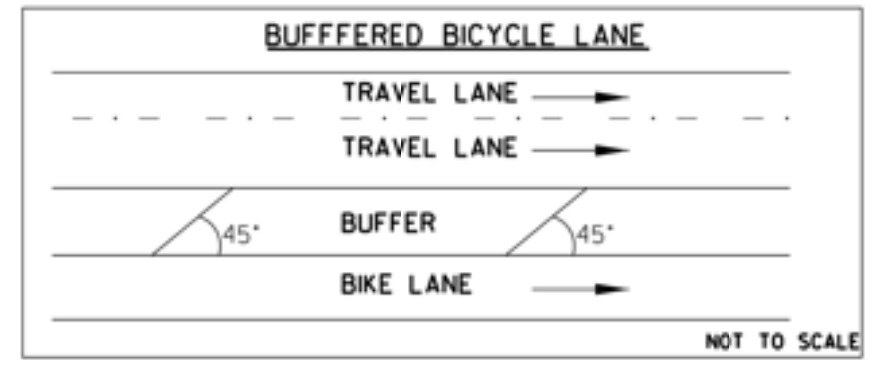 BUFFFERED BICYCLE LANE
TRAVEL LANE
TRAVEL LANE
45°
BUFFER
45°
BIKE LANE
NOT TO SCALE